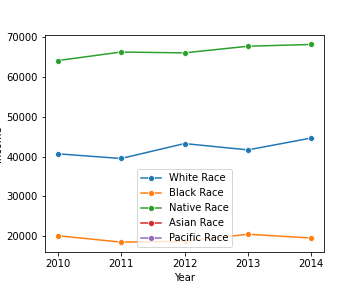 70000
60000
50000
40000
30000
20000
White Race
Black Race
Native Race
Asian Race
Pacific Race
2010 2011 2012 2013 2014
Year